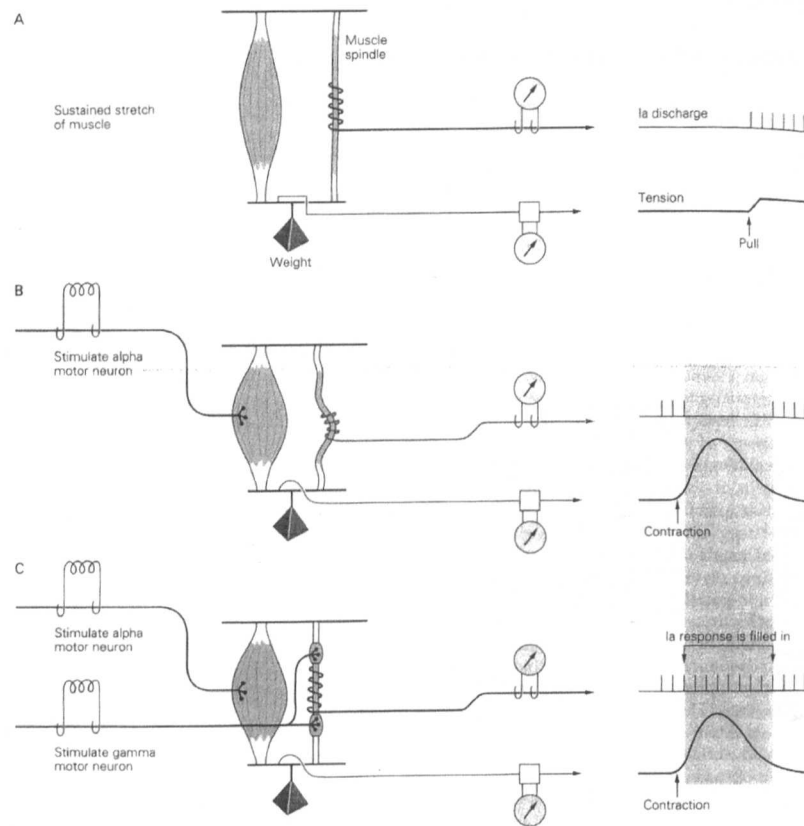 A
Muscle
spindle
Sustained stretch
of muscle
Ia discharge
Tension
Pull
Weight
B
Stimulate alpha
motor neuron
Contraction
C
Ia response is filled in
Stimulate alpha
motor neuron
Stimulate gamma
motor neuron
Contraction